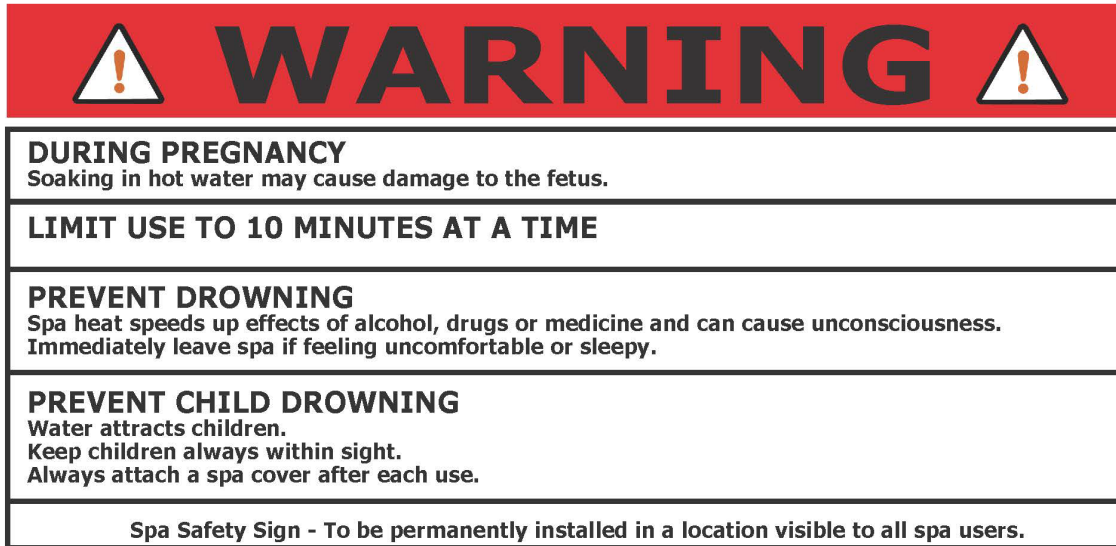 WARNING
DURING PREGNANCY
Soaking in hot water may cause damage to the fetus.
LIMIT USE TO 10 MINUTES AT A TIME
PREVENT DROWNING
Spa heat speeds up effects of alcohol, drugs or medicine and can cause unconsciousness.
Immediately leave spa if feeling uncomfortable or sleepy.
PREVENT CHILD DROWNING
Water attracts children.
Keep children always within sight.
Always attach a spa cover after each use.
Spa Safety Sign - To be permanently installed in a location visible to all spa users.